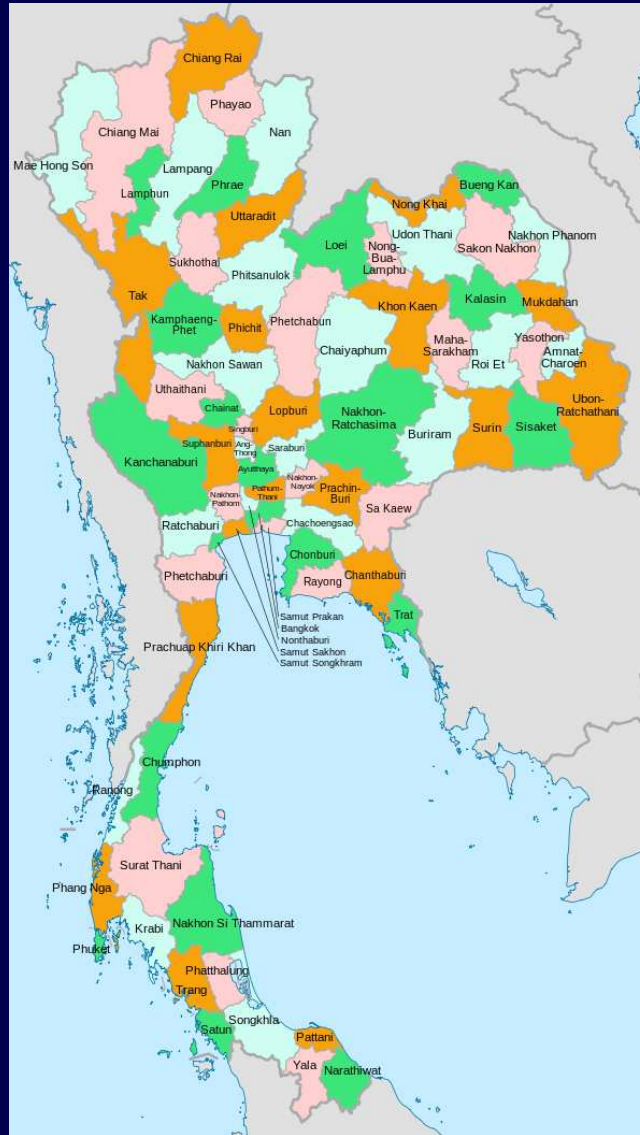 Chiang Rai
Phayao
Chiang Mai
Nan
Mae Hong Son
Lampang
Phrae
Lamphun
Uttaradit
Bueng Kan
Nong Khai
Loei
Udon Thani
Nakhon Phanom
Sakon Nakhon
Nong-
Bua-
Lamphu
Sukhothai
Phitsanulok
Tak
Kamphaeng-
Phet
Phichit
Phetchabun
Khon Kaen
Kalasin
Mukdahan
Chaiyaphum
Maha-
Sarakham
Roi Et
Yasothon
Amnat-
Charoen
Nakhon Sawan
Uthaithani
Chainat
Lopburi
Nakhon-
Ratchasima
Buriram
Surin
Sisaket
Ubon-
Ratchathani
Singburi
Suphanburi
Ang-
Thong
Saraburi
Kanchanaburi
Ayutthaya
Nakhon-
Nayok
Pathum-
Thani
Prachin-
Buri
Nakhon-
Pathom
Sa Kaew
Ratchaburi
Chachoengsao
Chonburi
Phetchaburi
Rayong
Chanthaburi
Trat
Samut Prakan
Bangkok
Nonthaburi
Samut Sakhon
Samut Songkhram
Prachuap Khiri Khan
Chumphon
Ranong
Surat Thani
Phang Nga
Nakhon Si Thammarat
Krabi
Phuket
Phatthalung
Trang
Songkhla
Satun
Pattani
Yala
Narathiwat